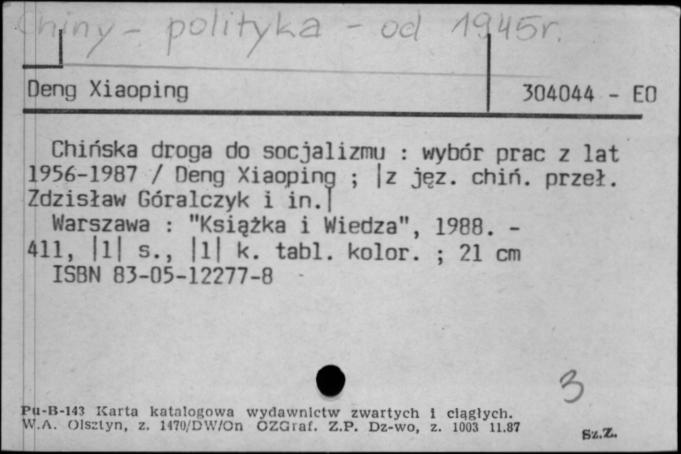 Chiny - polityka - od 1945r.
Deng Xiaoping 304044 - EO
Chińska droga do socjalizmu : wybór prac z lat
1956-1987 / Deng Xiaoping ; |z jęz. chiń. przeł.
Zdzisław Góralczyk i in.|
Warszawa : "Książka i Wiedza", 1988. -
411, |1| s., |1| k. tabl. kolor. ; 21 cm
ISBN 83-05-12277-8
3
Pu-B-143 Karta katalogowa wydawnictw zwartych i ciągłych.
W.A. Olsztyn, z. 1470/DW/On OZGraf. Z.P. Dz-wo, z. 1003 11.87
Sz.Z.